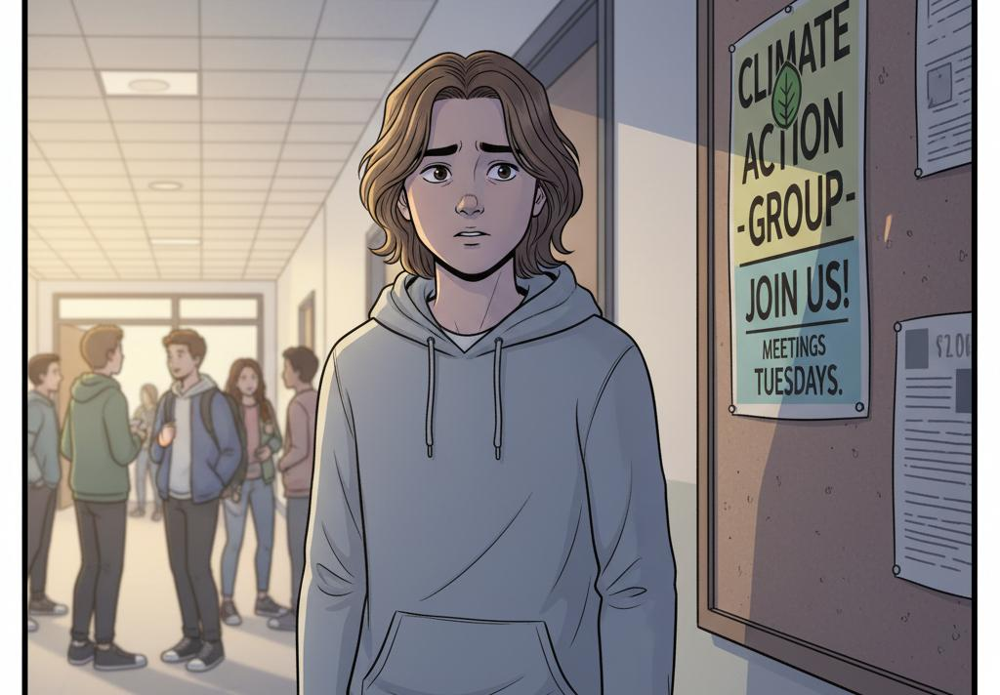 CLIMATE
ACTION
-GROUP-
JOIN US!
MEETINGS
TUESDAYS.